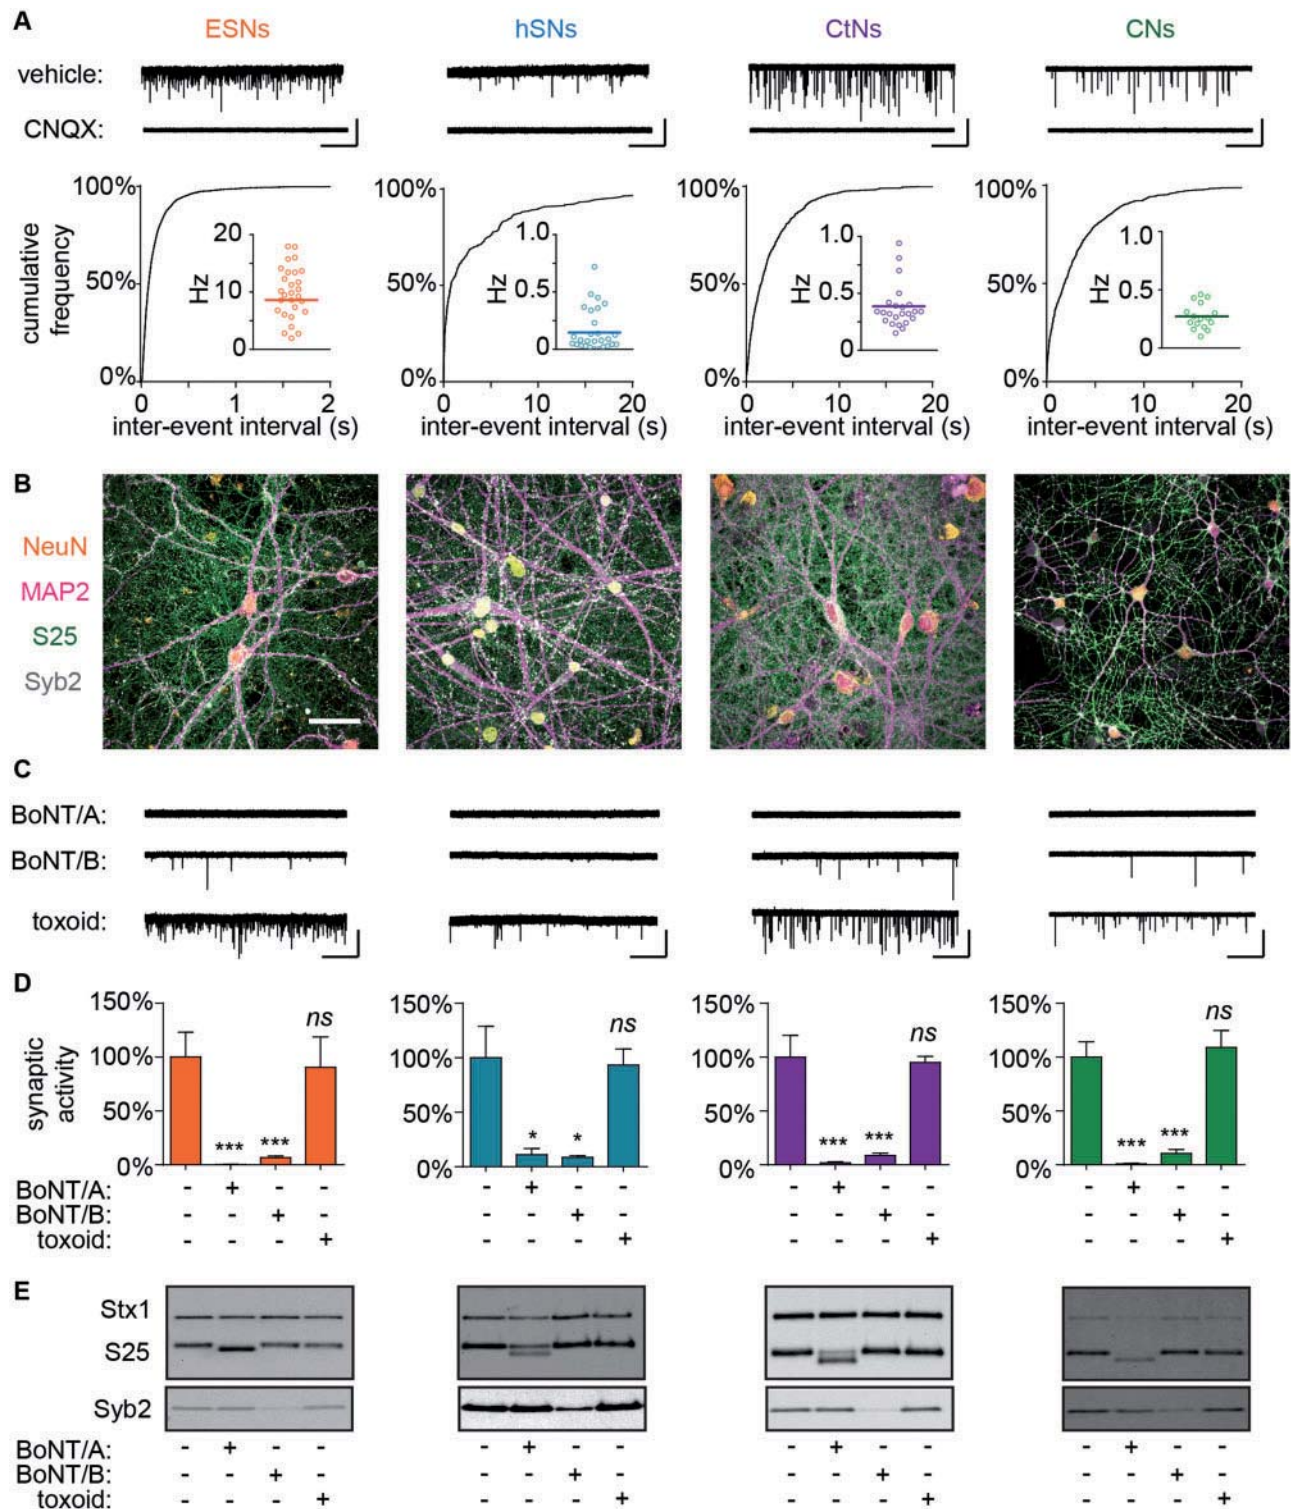 A
ESNs hSNs CtNs CNs
vehicle:
CNQX:
cumulative frequency
100% 100% 100% 100%
20 1.0 1.0 1.0
Hz Hz Hz Hz
50% 50% 50% 50%
10 0.5 0.5 0.5
0 0 0 0
0% 0% 0% 0%
0 1 2 0 10 20 0 10 20 0 10 20
inter-event interval (s) inter-event interval (s) inter-event interval (s) inter-event interval (s)
B
NeuN
MAP2
S25
Syb2
C
BoNT/A:
BoNT/B:
toxoid:
D
synaptic activity
150% 150% 150% 150%
ns ns ns ns
100% 100% 100% 100%
50% 50% 50% 50%
*** *** * * *** *** *** ***
0% 0% 0% 0%
BoNT/A: - + - - - + - - - + - - - + - -
BoNT/B: - - + - - - + - - - + - - - + -
toxoid: - - - + - - - + - - - + - - - +
E
Stx1
S25
Syb2
BoNT/A: - + - - - + - - - + - - - + - -
BoNT/B: - - + - - - + - - - + - - - + -
toxoid: - - - + - - - + - - - + - - - +